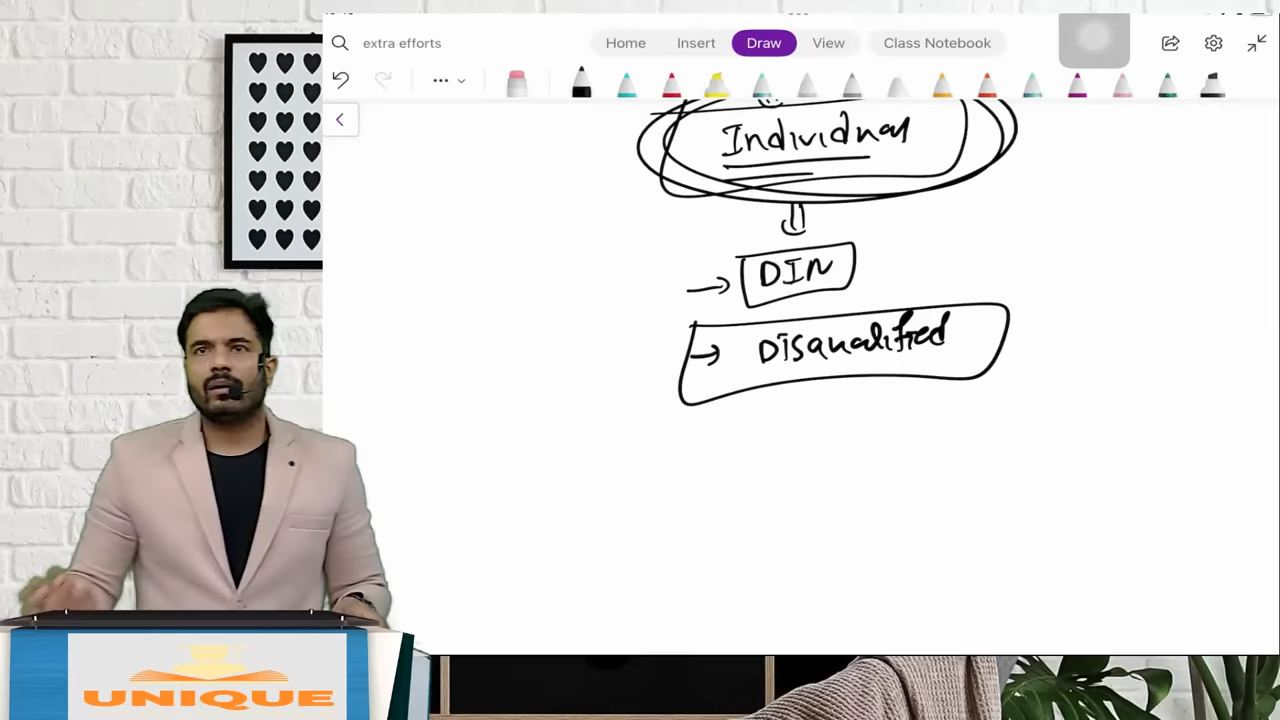 extra efforts
Home Insert Draw View Class Notebook
Individual
→ DIN
→ Disqualified
UNIQUE